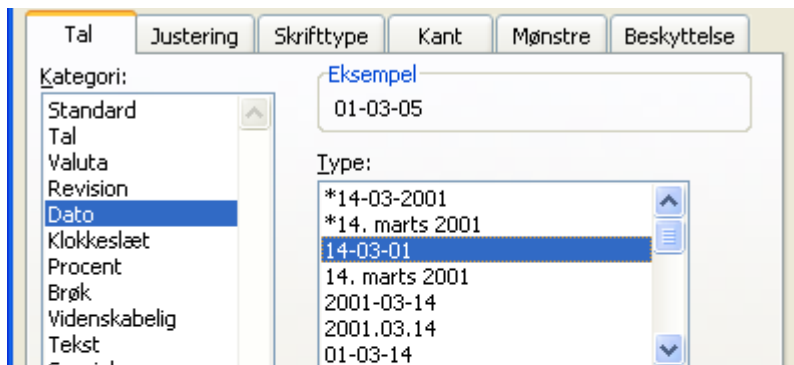 Tal Justering Skrifttype Kant Mønstre Beskyttelse
Kategori:
Standard
Tal
Valuta
Revision
Dato
Klokkeslæt
Procent
Brøk
Videnskabelig
Tekst
Eksempel
01-03-05
Type:
*14-03-2001
*14. marts 2001
14-03-01
14. marts 2001
2001-03-14
2001.03.14
01-03-14